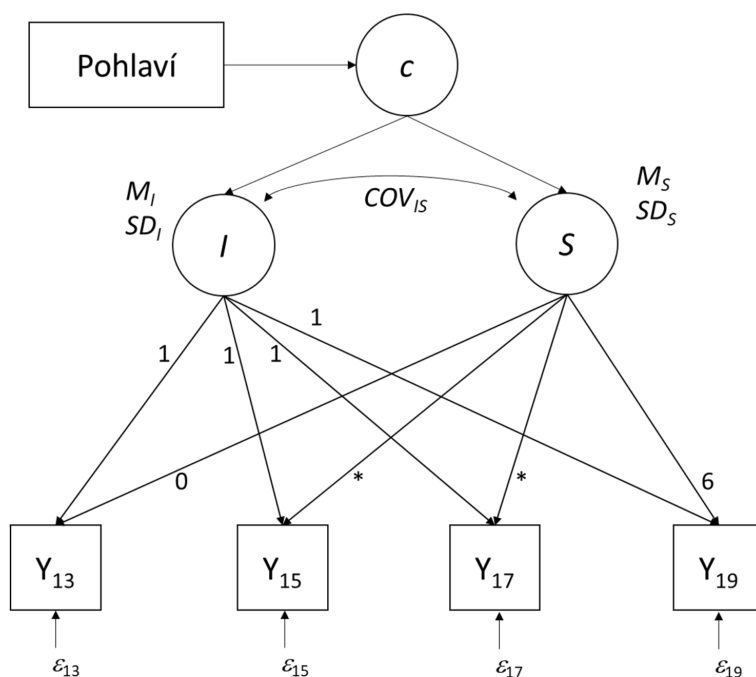 Pohlaví
c
M_I
SD_I
COV_IS
M_S
SD_S
I
S
1
1
1
1
0
*
*
6
Y_13
Y_15
Y_17
Y_19
ε_13
ε_15
ε_17
ε_19